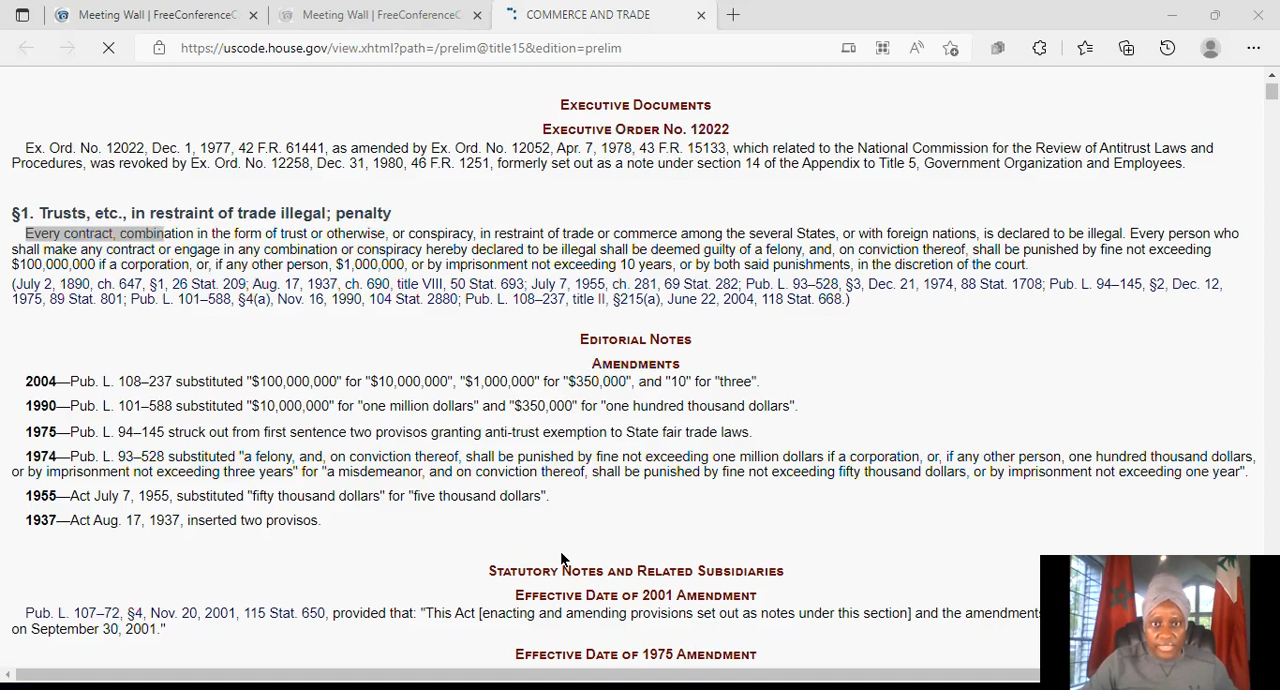 Meeting Wall | FreeConferenceC
Meeting Wall | FreeConferenceC
COMMERCE AND TRADE
https://uscode.house.gov/view.xhtml?path=/prelim@title15&edition=prelim
EXECUTIVE DOCUMENTS
EXECUTIVE ORDER NO. 12022
Ex. Ord. No. 12022, Dec. 1, 1977, 42 F.R. 61441, as amended by Ex. Ord. No. 12052, Apr. 7, 1978, 43 F.R. 15133, which related to the National Commission for the Review of Antitrust Laws and
Procedures, was revoked by Ex. Ord. No. 12258, Dec. 31, 1980, 46 F.R. 1251, formerly set out as a note under section 14 of the Appendix to Title 5, Government Organization and Employees.
§1. Trusts, etc., in restraint of trade illegal; penalty
Every contract, combination in the form of trust or otherwise, or conspiracy, in restraint of trade or commerce among the several States, or with foreign nations, is declared to be illegal. Every person who
shall make any contract or engage in any combination or conspiracy hereby declared to be illegal shall be deemed guilty of a felony, and, on conviction thereof, shall be punished by fine not exceeding
$100,000,000 if a corporation, or, if any other person, $1,000,000, or by imprisonment not exceeding 10 years, or by both said punishments, in the discretion of the court.
(July 2, 1890, ch. 647, §1, 26 Stat. 209; Aug. 17, 1937, ch. 690, title VIII, 50 Stat. 693; July 7, 1955, ch. 281, 69 Stat. 282; Pub. L. 93–528, §3, Dec. 21, 1974, 88 Stat. 1708; Pub. L. 94–145, §2, Dec. 12,
1975, 89 Stat. 801; Pub. L. 101–588, §4(a), Nov. 16, 1990, 104 Stat. 2880; Pub. L. 108–237, title II, §215(a), June 22, 2004, 118 Stat. 668.)
EDITORIAL NOTES
AMENDMENTS
2004—Pub. L. 108–237 substituted "$100,000,000" for "$10,000,000", "$1,000,000" for "$350,000", and "10" for "three".
1990—Pub. L. 101–588 substituted "$10,000,000" for "one million dollars" and "$350,000" for "one hundred thousand dollars".
1975—Pub. L. 94–145 struck out from first sentence two provisos granting anti-trust exemption to State fair trade laws.
1974—Pub. L. 93–528 substituted "a felony, and, on conviction thereof, shall be punished by fine not exceeding one million dollars if a corporation, or, if any other person, one hundred thousand dollars,
or by imprisonment not exceeding three years" for "a misdemeanor, and on conviction thereof, shall be punished by fine not exceeding fifty thousand dollars, or by imprisonment not exceeding one year".
1955—Act July 7, 1955, substituted "fifty thousand dollars" for "five thousand dollars".
1937—Act Aug. 17, 1937, inserted two provisos.
STATUTORY NOTES AND RELATED SUBSIDIARIES
EFFECTIVE DATE OF 2001 AMENDMENT
Pub. L. 107–72, §4, Nov. 20, 2001, 115 Stat. 650, provided that: "This Act [enacting and amending provisions set out as notes under this section] and the amendments
on September 30, 2001."
EFFECTIVE DATE OF 1975 AMENDMENT